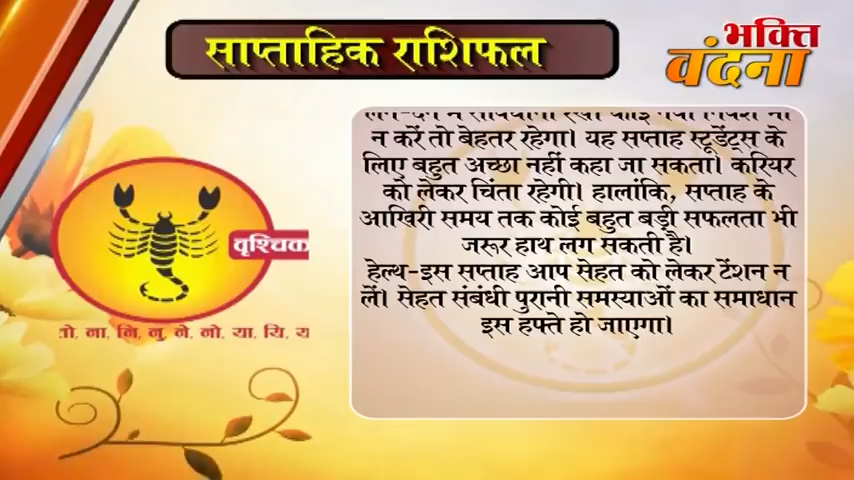 साप्ताहिक राशिफल
भक्ति
वंदना
न करें तो बेहतर रहेगा। यह सप्ताह स्टूडेंट्स के
लिए बहुत अच्छा नहीं कहा जा सकता। करियर
को लेकर चिंता रहेगी। हालांकि, सप्ताह के
आखिरी समय तक कोई बहुत बड़ी सफलता भी
जरूर हाथ लग सकती है।
हेल्थ-इस सप्ताह आप सेहत को लेकर टेंशन न
लें। सेहत संबंधी पुरानी समस्याओं का समाधान
इस हफ्ते हो जाएगा।
वृश्चिक
ना, नि, नु, ने, नो, या, यि,